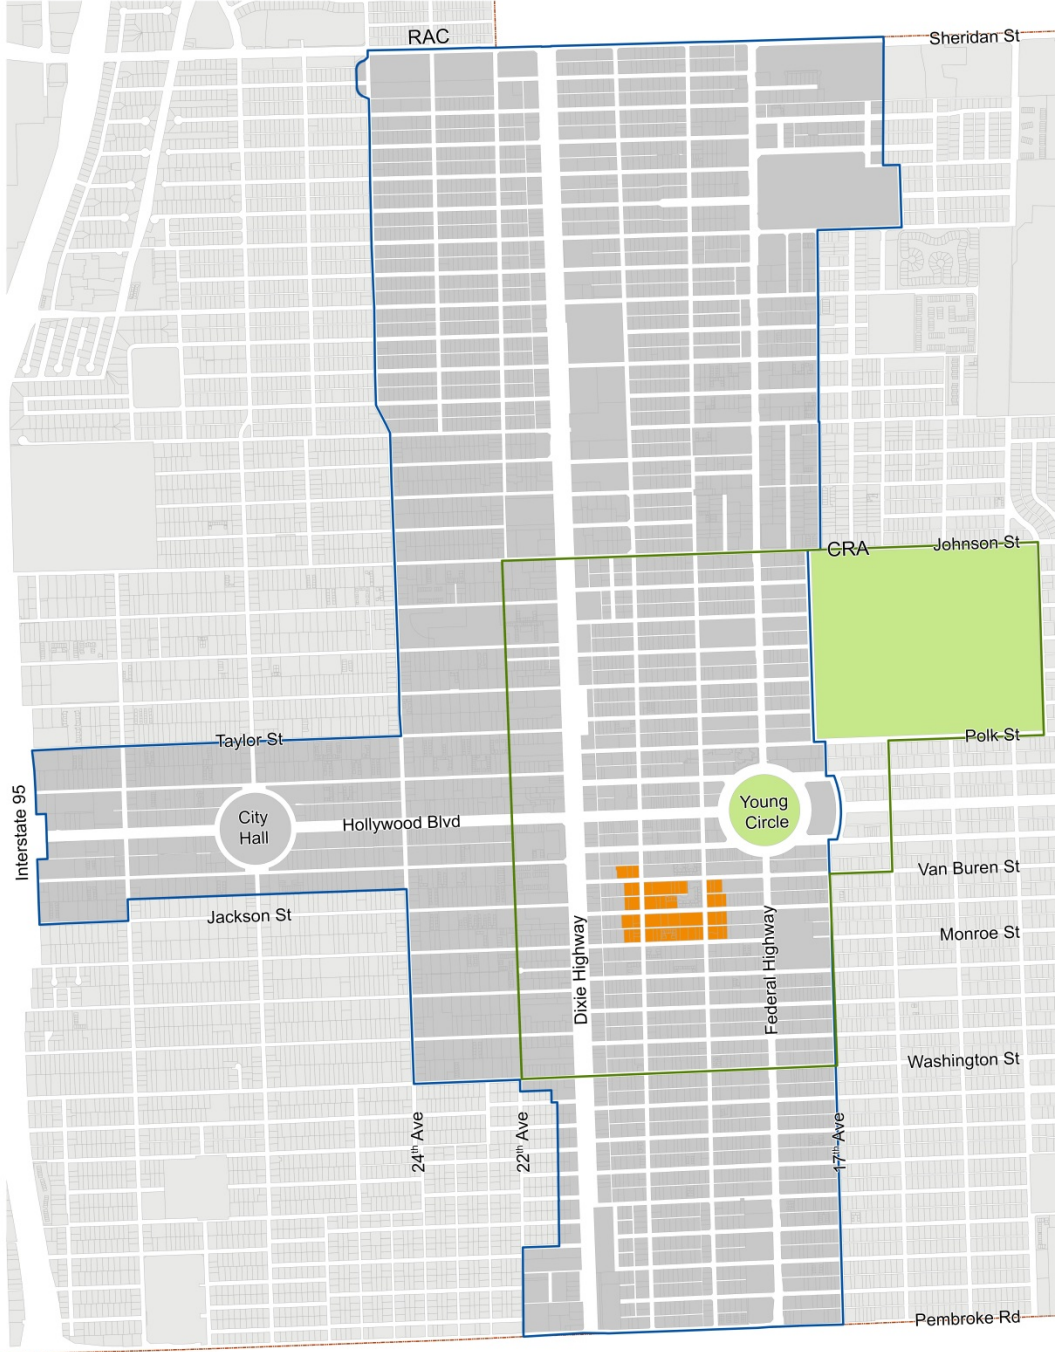 RAC
Sheridan St
CRA
Johnson St
Taylor St
Polk St
Interstate 95
City
Hall
Hollywood Blvd
Young
Circle
Van Buren St
Jackson St
Dixie Highway
Federal Highway
Monroe St
Washington St
24th Ave
22th Ave
17th Ave
Pembroke Rd